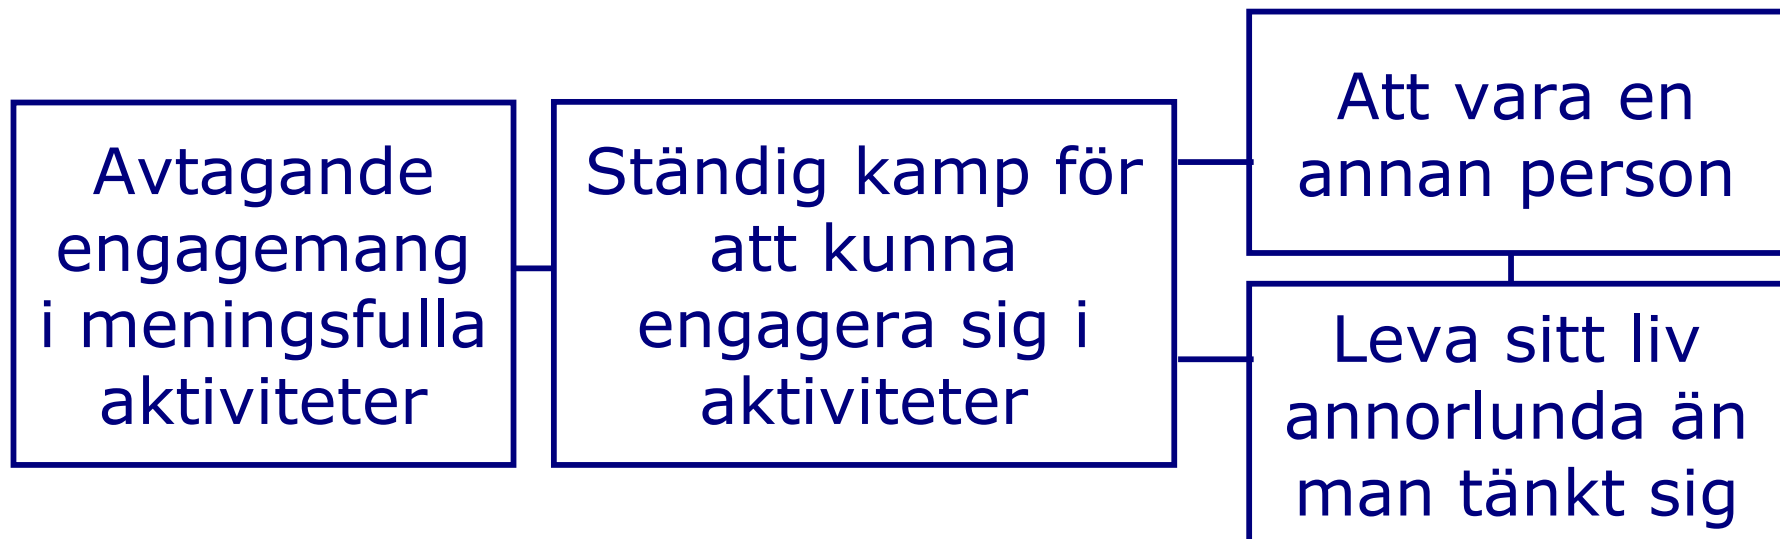 Avtagande
engagemang
i meningsfulla
aktiviteter
Ständig kamp för
att kunna
engagera sig i
aktiviteter
Att vara en
annan person
Leva sitt liv
annorlunda än
man tänkt sig